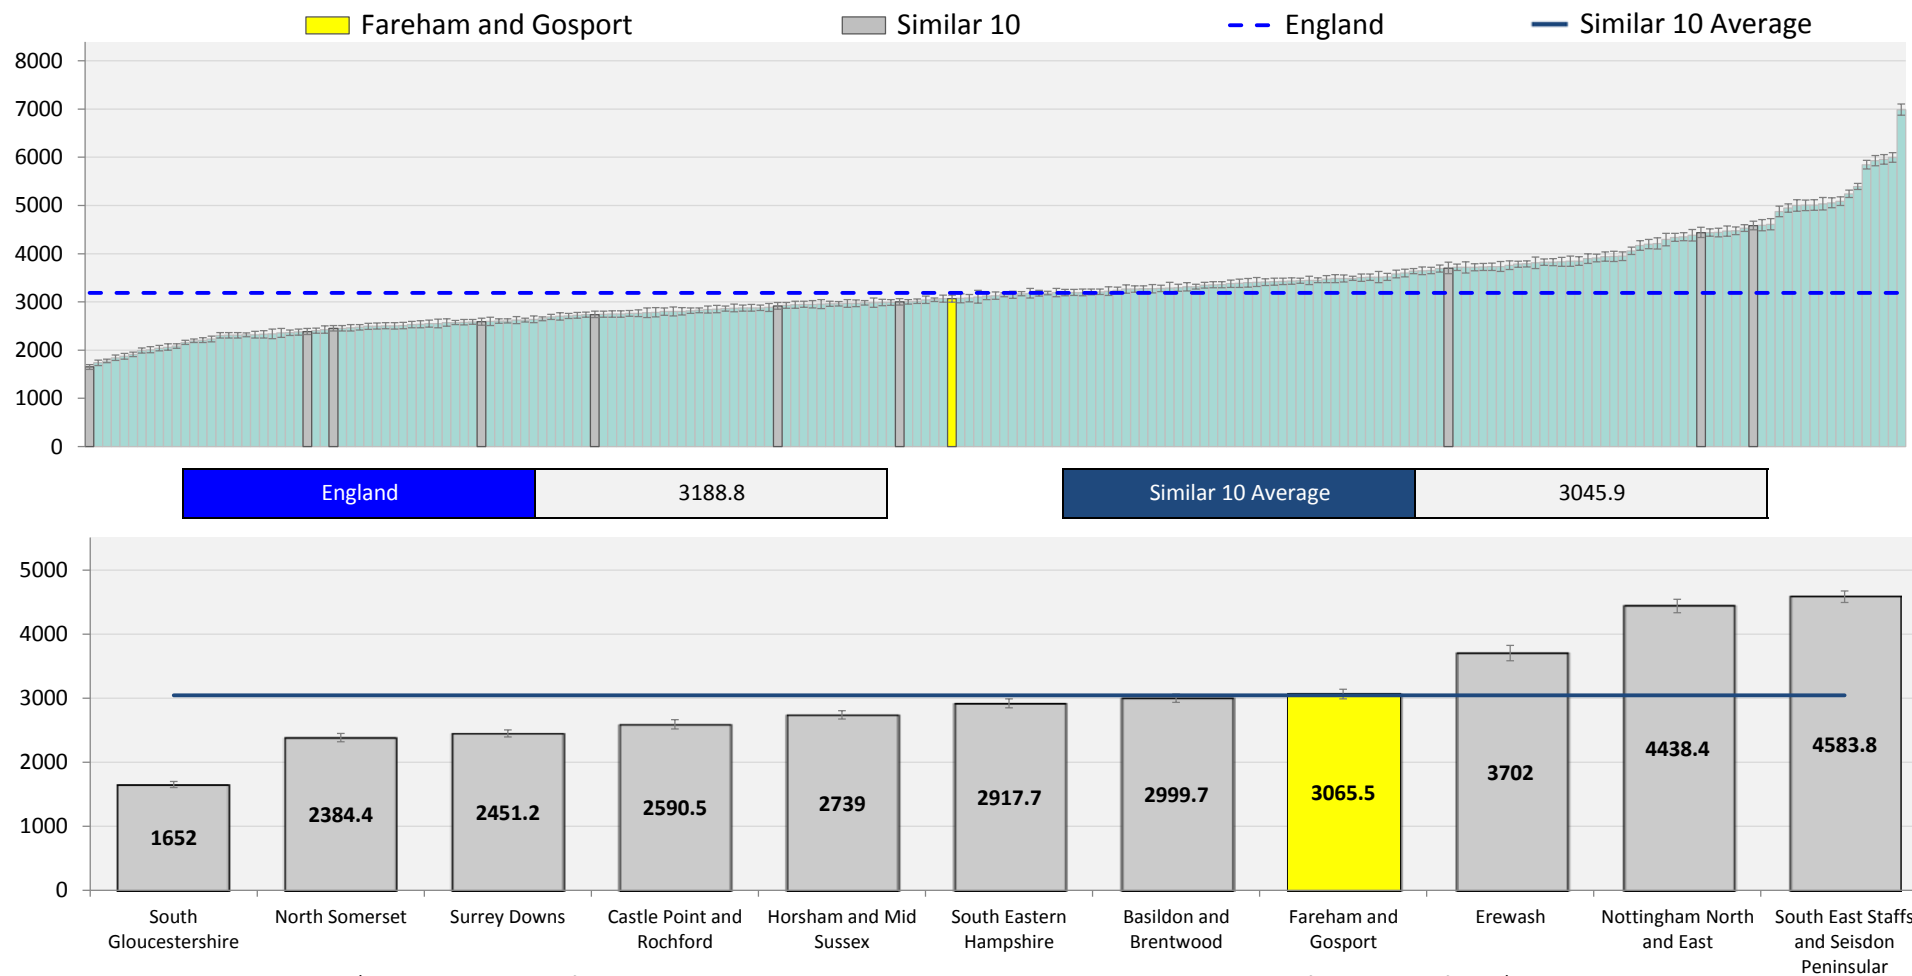 Fareham and Gosport Similar 10 England Similar 10 Average
8000
7000
6000
5000
4000
3000
2000
1000
0
England 3188.8 Similar 10 Average 3045.9
5000
4000
3000
2000
1000
0
1652 2384.4 2451.2 2590.5 2739 2917.7 2999.7 3065.5 3702 4438.4 4583.8
South Gloucestershire
North Somerset
Surrey Downs
Castle Point and Rochford
Horsham and Mid Sussex
South Eastern Hampshire
Basildon and Brentwood
Fareham and Gosport
Erewash
Nottingham North and East
South East Staffs and Seisdon Peninsular